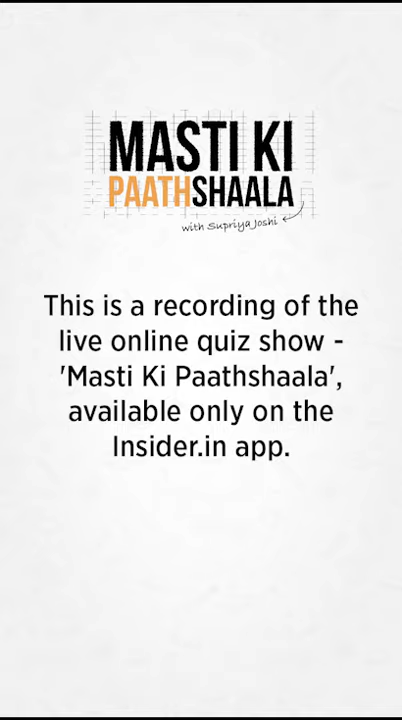 MASTI KI
PAATHSHAALA
with Supriya Joshi
This is a recording of the
live online quiz show -
'Masti Ki Paathshaala',
available only on the
Insider.in app.